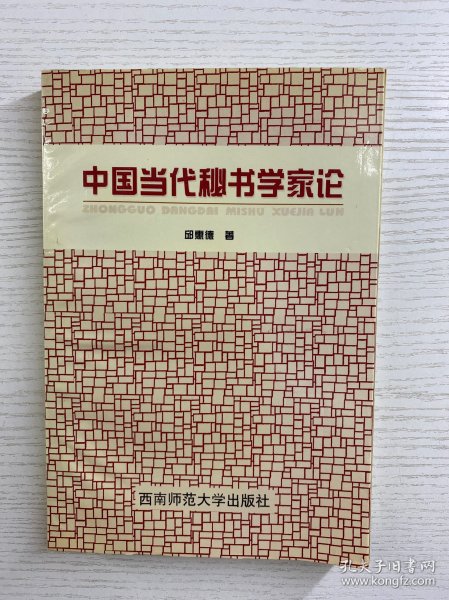 中国当代秘书学家论
ZHONGGUO DANGDAI MISHU XUEJIA LUN
邱惠德 著
西南师范大学出版社
孔夫子旧书网
www.kongfz.com